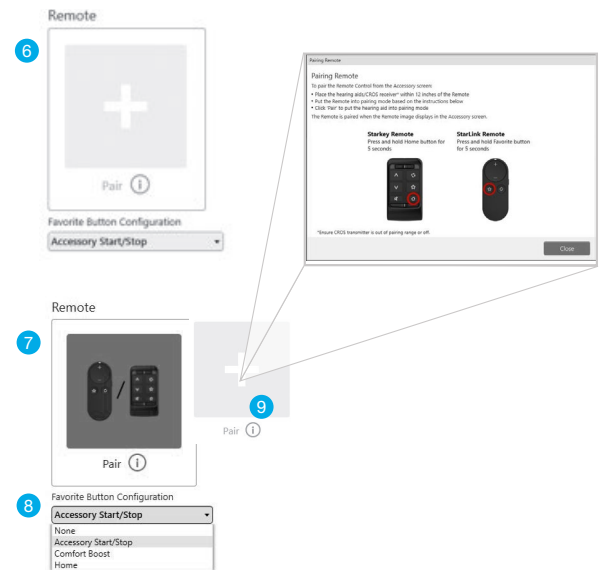 Remote
6
Pair i
Favorite Button Configuration
Accessory Start/Stop
Pairing Remote
Pairing Remote
To pair the Remote Control from the Accessory screen:
• Place the hearing aids/CROS receiver* within 12 inches of the Remote
• Put the Remote into pairing mode based on the instructions below
• Click 'Pair' to put the hearing aid into pairing mode
The Remote is paired when the Remote image displays in the Accessory screen.
Starkey Remote
Press and hold Home button for
5 seconds
StarLink Remote
Press and hold Favorite button
for 5 seconds
*Ensure CROS transmitter is out of pairing range or off.
Close
Remote
7
/
Pair i
9
Pair i
8
Favorite Button Configuration
Accessory Start/Stop
None
Accessory Start/Stop
Comfort Boost
Home